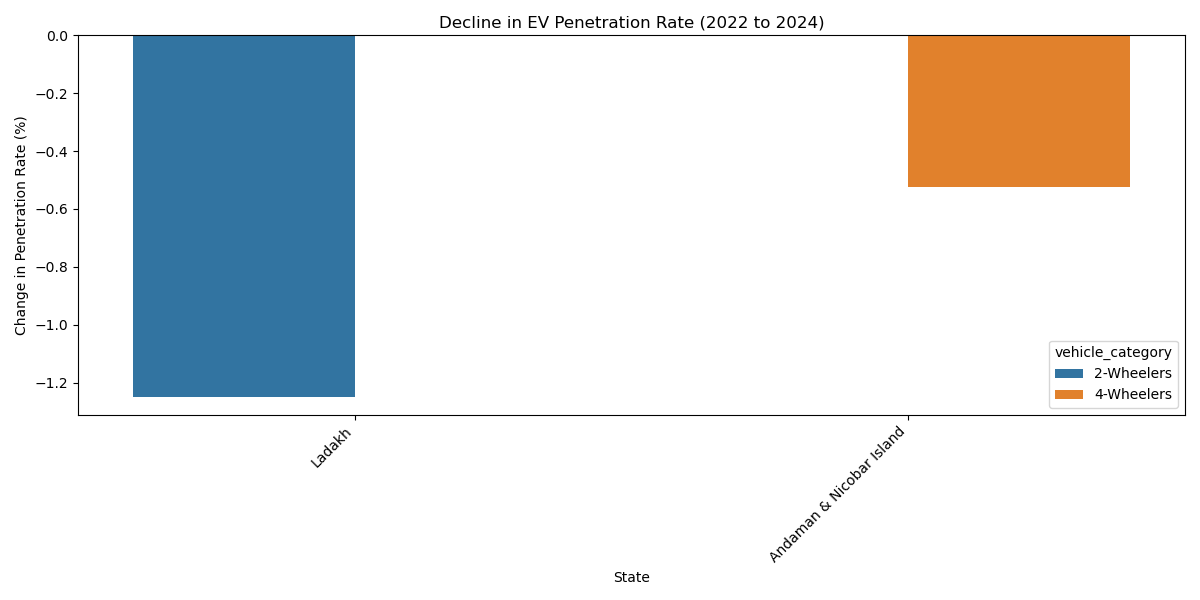 Decline in EV Penetration Rate (2022 to 2024)
Change in Penetration Rate (%)
0.0
−0.2
−0.4
−0.6
−0.8
−1.0
−1.2
vehicle_category
2-Wheelers
4-Wheelers
Ladakh
Andaman & Nicobar Island
State